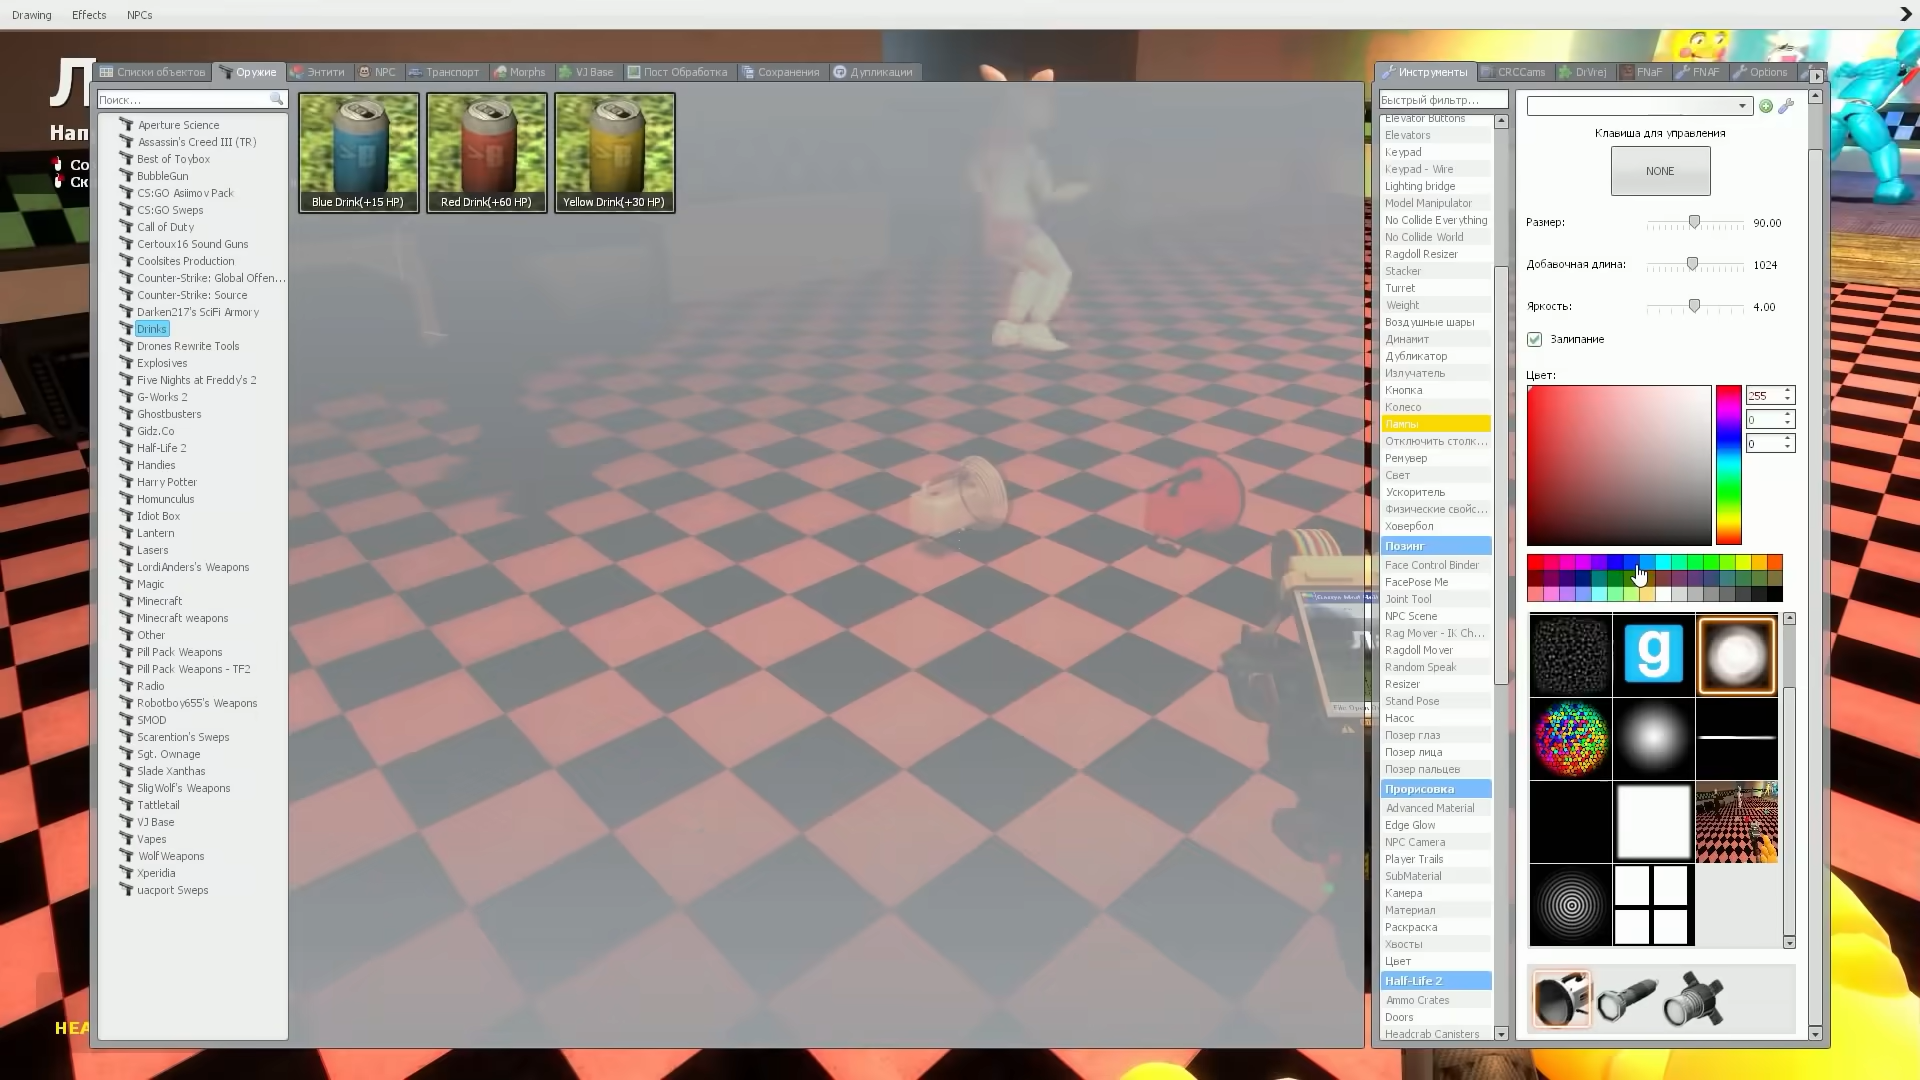 Drawing Effects NPCs
Списки объектов Оружие Энтити NPC Транспорт Morphs VJ Base Пост Обработка Сохранения Дупликации
Инструменты CRCCams DrVrej FNaF FNAF Options
Поиск...
Aperture Science
Assassin's Creed III (TR)
Best of Toybox
BubbleGun
CS:GO Asiimov Pack
CS:GO Sweps
Call of Duty
Certoux16 Sound Guns
Coolsites Production
Counter-Strike: Global Offen...
Counter-Strike: Source
Darken217's SciFi Armory
Drinks
Drones Rewrite Tools
Explosives
Five Nights at Freddy's 2
G-Works 2
Ghostbusters
Gidz.Co
Half-Life 2
Handies
Harry Potter
Homunculus
Idiot Box
Lantern
Lasers
LordiAnders's Weapons
Magic
Minecraft
Minecraft weapons
Other
Pill Pack Weapons
Pill Pack Weapons - TF2
Radio
Robotboy655's Weapons
SMOD
Scarention's Sweps
Sgt. Ownage
Slade Xanthas
SligWolf's Weapons
Tattletail
VJ Base
Vapes
Wolf Weapons
Xperidia
uacport Sweps
Blue Drink(+15 HP) Red Drink(+60 HP) Yellow Drink(+30 HP)
Л
Нап
Со
Ск
HEA
Быстрый фильтр...
Elevator Buttons
Elevators
Keypad
Keypad - Wire
Lighting bridge
Model Manipulator
No Collide Everything
No Collide World
Ragdoll Resizer
Stacker
Turret
Weight
Воздушные шары
Динамит
Дубликатор
Излучатель
Кнопка
Колесо
Лампы
Отключить столк...
Ремувер
Свет
Ускоритель
Физические свойс...
Ховербол
Позинг
Face Control Binder
FacePose Me
Joint Tool
NPC Scene
Rag Mover - IK Ch...
Ragdoll Mover
Random Speak
Resizer
Stand Pose
Насос
Позер глаз
Позер лица
Позер пальцев
Прорисовка
Advanced Material
Edge Glow
NPC Camera
Player Trails
SubMaterial
Камера
Материал
Раскраска
Хвосты
Цвет
Half-Life 2
Ammo Crates
Doors
Headcrab Canisters
Клавиша для управления
NONE
Размер: 90.00
Добавочная длина: 1024
Яркость: 4.00
Залипание
Цвет:
255
0
0
g